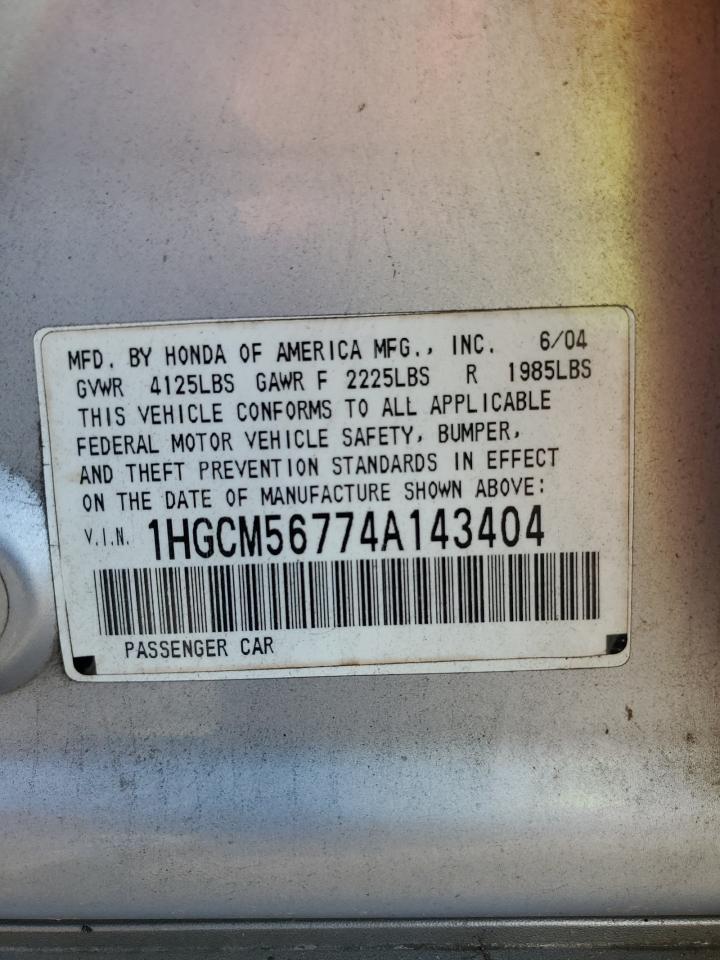 MFD. BY HONDA OF AMERICA MFG., INC. 6/04
GVWR 4125LBS GAWR F 2225LBS R 1985LBS
THIS VEHICLE CONFORMS TO ALL APPLICABLE
FEDERAL MOTOR VEHICLE SAFETY, BUMPER,
AND THEFT PREVENTION STANDARDS IN EFFECT
ON THE DATE OF MANUFACTURE SHOWN ABOVE:
V.I.N. 1HGCM56774A143404
PASSENGER CAR